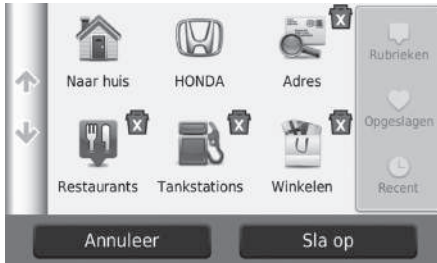 Naar huis HONDA Adres Rubrieken
Opgeslagen
Restaurants Tankstations Winkelen Recent
Annuleer Sla op